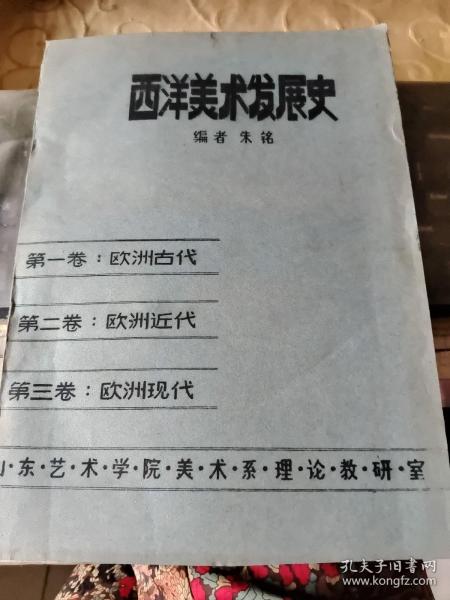 西洋美术发展史
编者 朱铭
第一卷：欧洲古代
第二卷：欧洲近代
第三卷：欧洲现代
山·东·艺·术·学·院·美·术·系·理·论·教·研·室
孔夫子旧书网
www.kongfz.com